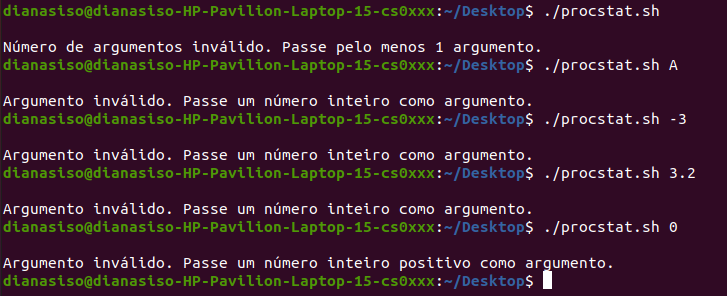 dianasiso@dianasiso-HP-Pavilion-Laptop-15-cs0xxx:~/Desktop$ ./procstat.sh
Número de argumentos inválido. Passe pelo menos 1 argumento.
dianasiso@dianasiso-HP-Pavilion-Laptop-15-cs0xxx:~/Desktop$ ./procstat.sh A
Argumento inválido. Passe um número inteiro como argumento.
dianasiso@dianasiso-HP-Pavilion-Laptop-15-cs0xxx:~/Desktop$ ./procstat.sh -3
Argumento inválido. Passe um número inteiro como argumento.
dianasiso@dianasiso-HP-Pavilion-Laptop-15-cs0xxx:~/Desktop$ ./procstat.sh 3.2
Argumento inválido. Passe um número inteiro como argumento.
dianasiso@dianasiso-HP-Pavilion-Laptop-15-cs0xxx:~/Desktop$ ./procstat.sh 0
Argumento inválido. Passe um número inteiro positivo como argumento.
dianasiso@dianasiso-HP-Pavilion-Laptop-15-cs0xxx:~/Desktop$